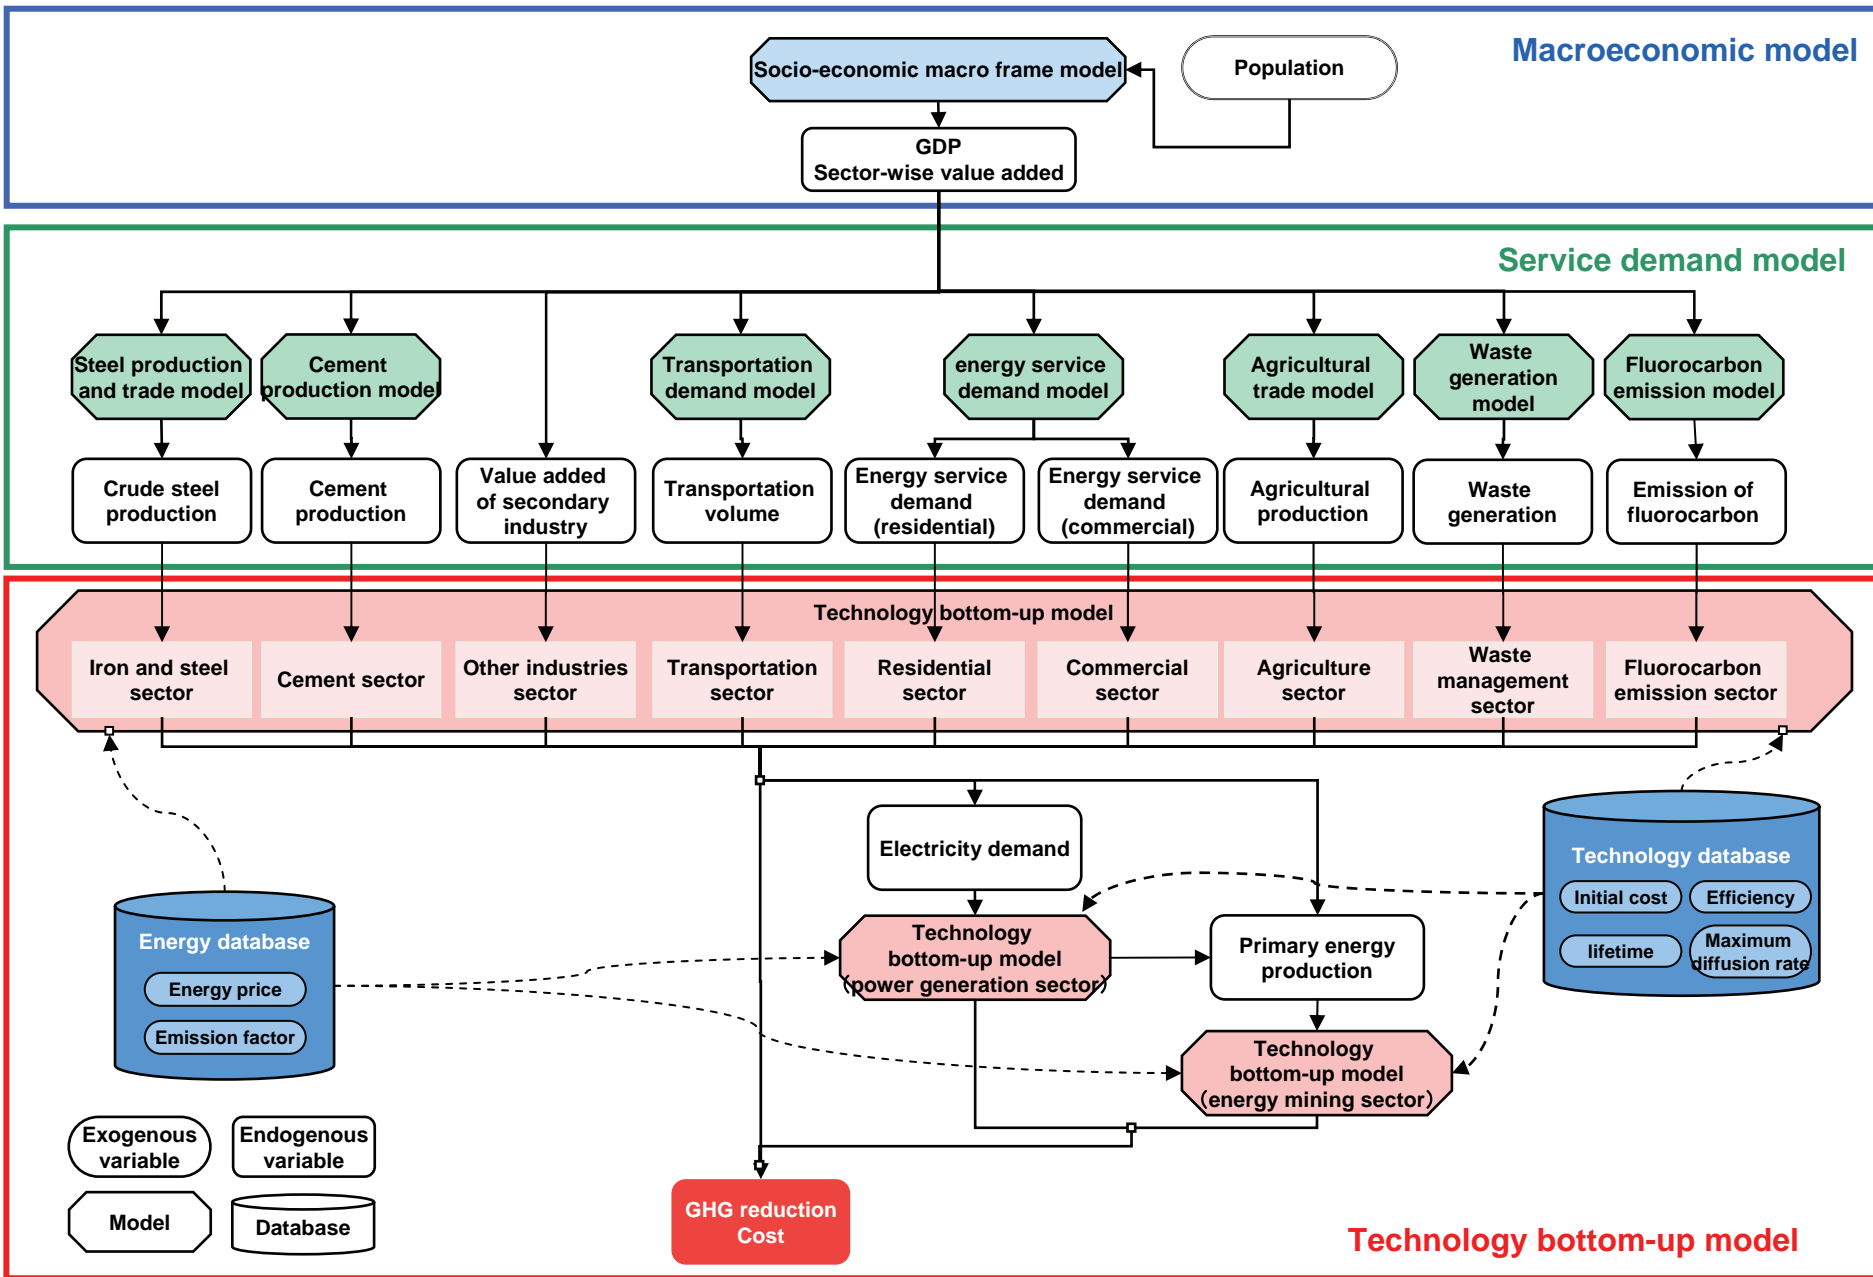 Macroeconomic model
Socio-economic macro frame model
Population
GDP
Sector-wise value added
Service demand model
Steel production
and trade model
Cement
production model
Transportation
demand model
energy service
demand model
Agricultural
trade model
Waste
generation
model
Fluorocarbon
emission model
Crude steel
production
Cement
production
Value added
of secondary
industry
Transportation
volume
Energy service
demand
(residential)
Energy service
demand
(commercial)
Agricultural
production
Waste
generation
Emission of
fluorocarbon
Technology bottom-up model
Iron and steel
sector
Cement sector
Other industries
sector
Transportation
sector
Residential
sector
Commercial
sector
Agriculture
sector
Waste
management
sector
Fluorocarbon
emission sector
Electricity demand
Technology database
Initial cost
Efficiency
lifetime
Maximum
diffusion rate
Energy database
Energy price
Emission factor
Technology
bottom-up model
(power generation sector)
Primary energy
production
Technology
bottom-up model
(energy mining sector)
Exogenous
variable
Endogenous
variable
Model
Database
GHG reduction
Cost
Technology bottom-up model